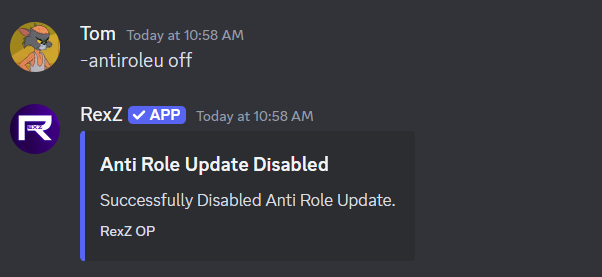 Tom Today at 10:58 AM
-antiroleu off
RexZ APP Today at 10:58 AM
R REXZ
Anti Role Update Disabled
Successfully Disabled Anti Role Update.
RexZ OP